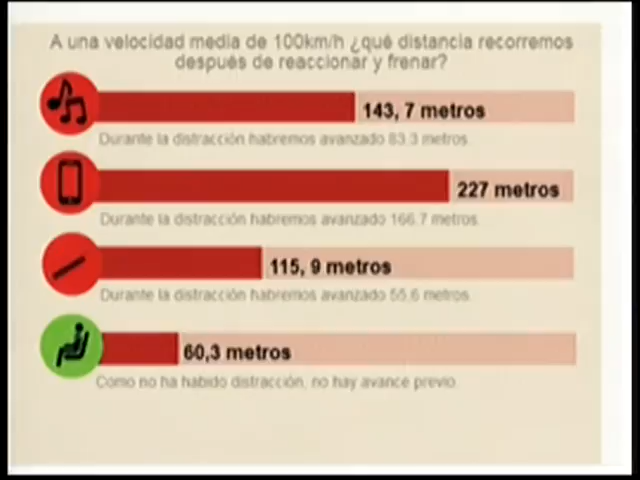 A una velocidad media de 100km/h ¿qué distancia recorremos
después de reaccionar y frenar?
143, 7 metros
Durante la distracción habremos avanzado 83.3 metros.
227 metros
Durante la distracción habremos avanzado 166.7 metros.
115, 9 metros
Durante la distracción habremos avanzado 55.6 metros.
60,3 metros
Como no ha habido distracción, no hay avance previo.